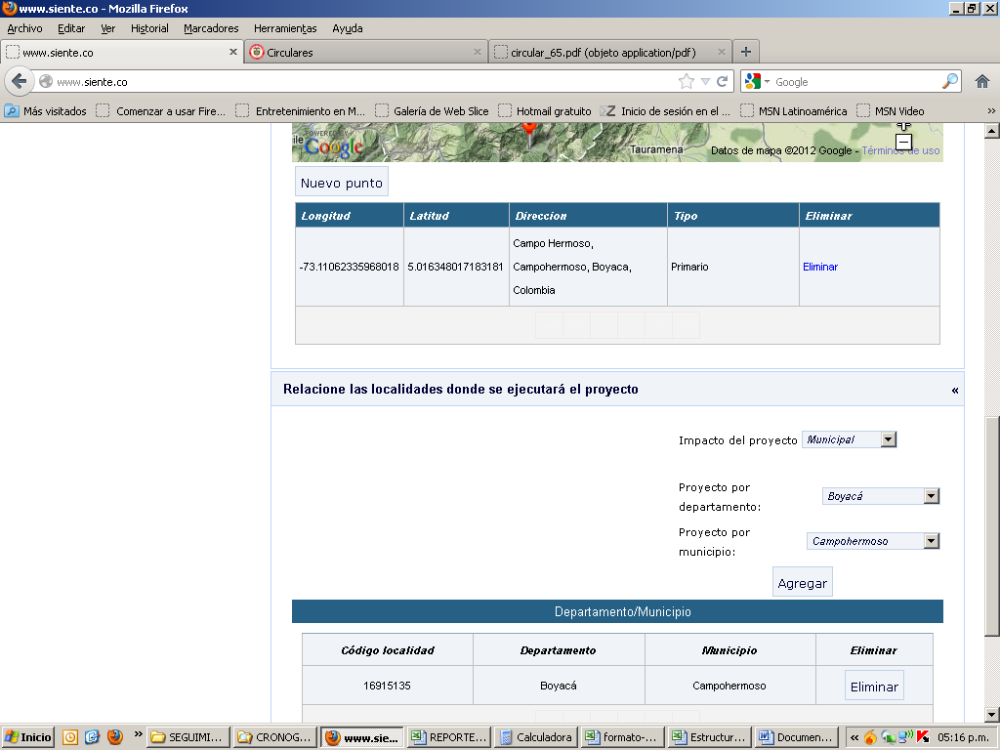 www.siente.co - Mozilla Firefox
Archivo Editar Ver Historial Marcadores Herramientas Ayuda
www.siente.co Circulares circular_65.pdf (objeto application/pdf)
www.siente.co Google
Más visitados Comenzar a usar Fire... Entretenimiento en M... Galería de Web Slice Hotmail gratuito Inicio de sesión en el ... MSN Latinoamérica MSN Video
POWERED BY
Google Tauramena Datos de mapa ©2012 Google - Términos de uso
Nuevo punto
Longitud Latitud Direccion Tipo Eliminar
Campo Hermoso,
-73.11062335968018 5.016348017183181 Campohermoso, Boyaca, Primario Eliminar
Colombia
Relacione las localidades donde se ejecutará el proyecto «
Impacto del proyecto Municipal
Proyecto por
departamento: Boyacá
Proyecto por
municipio: Campohermoso
Agregar
Departamento/Municipio
Código localidad Departamento Municipio Eliminar
16915135 Boyacá Campohermoso Eliminar
Inicio » SEGUIMI... CRONOG... www.sie... REPORTE... Calculadora formato-... Estructur... Documen... « 05:16 p.m.